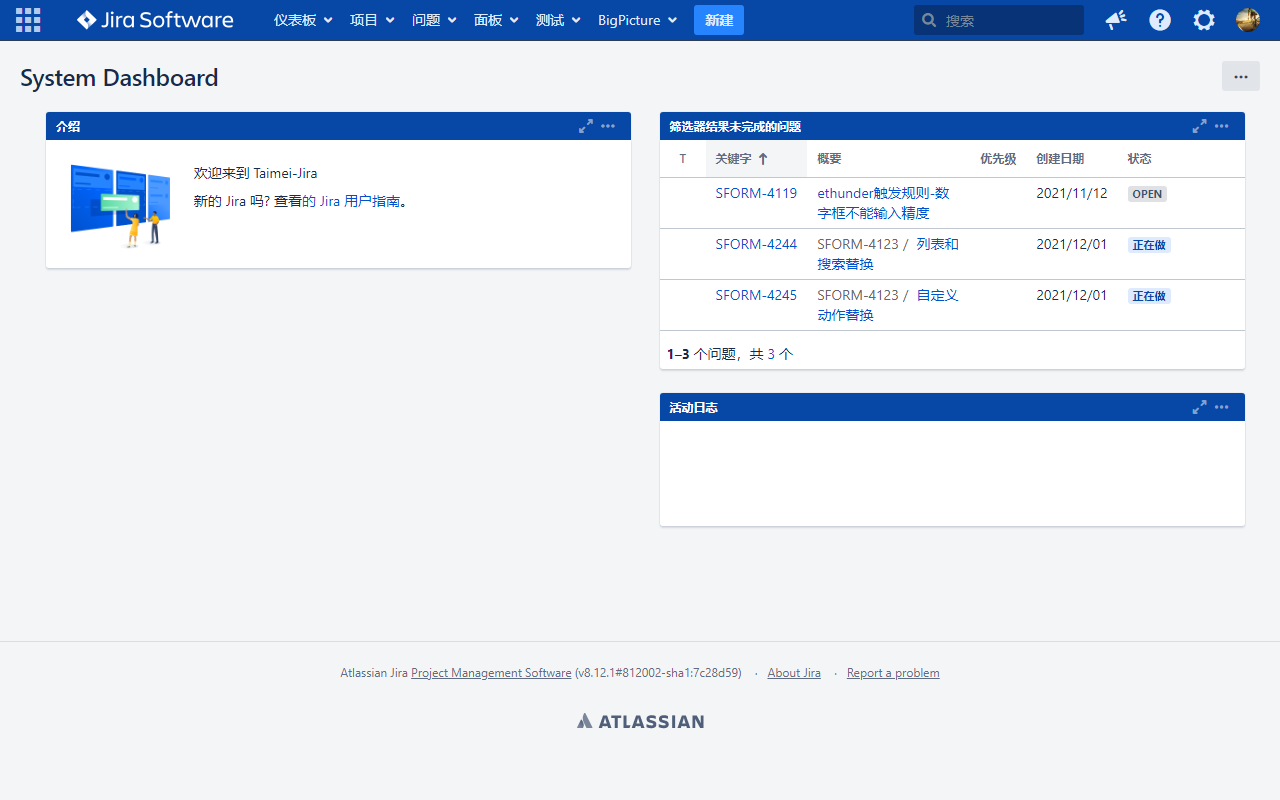 Jira Software 仪表板 项目 问题 面板 测试 BigPicture 新建 搜索
System Dashboard
介绍
欢迎来到 Taimei-Jira
新的 Jira 吗? 查看的 Jira 用户指南。
筛选器结果未完成的问题
T 关键字 概要 优先级 创建日期 状态
SFORM-4119 ethunder触发规则-数 2021/11/12 OPEN
字框不能输入精度
SFORM-4244 SFORM-4123 / 列表和 2021/12/01 正在做
搜索替换
SFORM-4245 SFORM-4123 / 自定义 2021/12/01 正在做
动作替换
1–3 个问题，共 3 个
活动日志
Atlassian Jira Project Management Software (v8.12.1#812002-sha1:7c28d59) · About Jira · Report a problem
ATLASSIAN